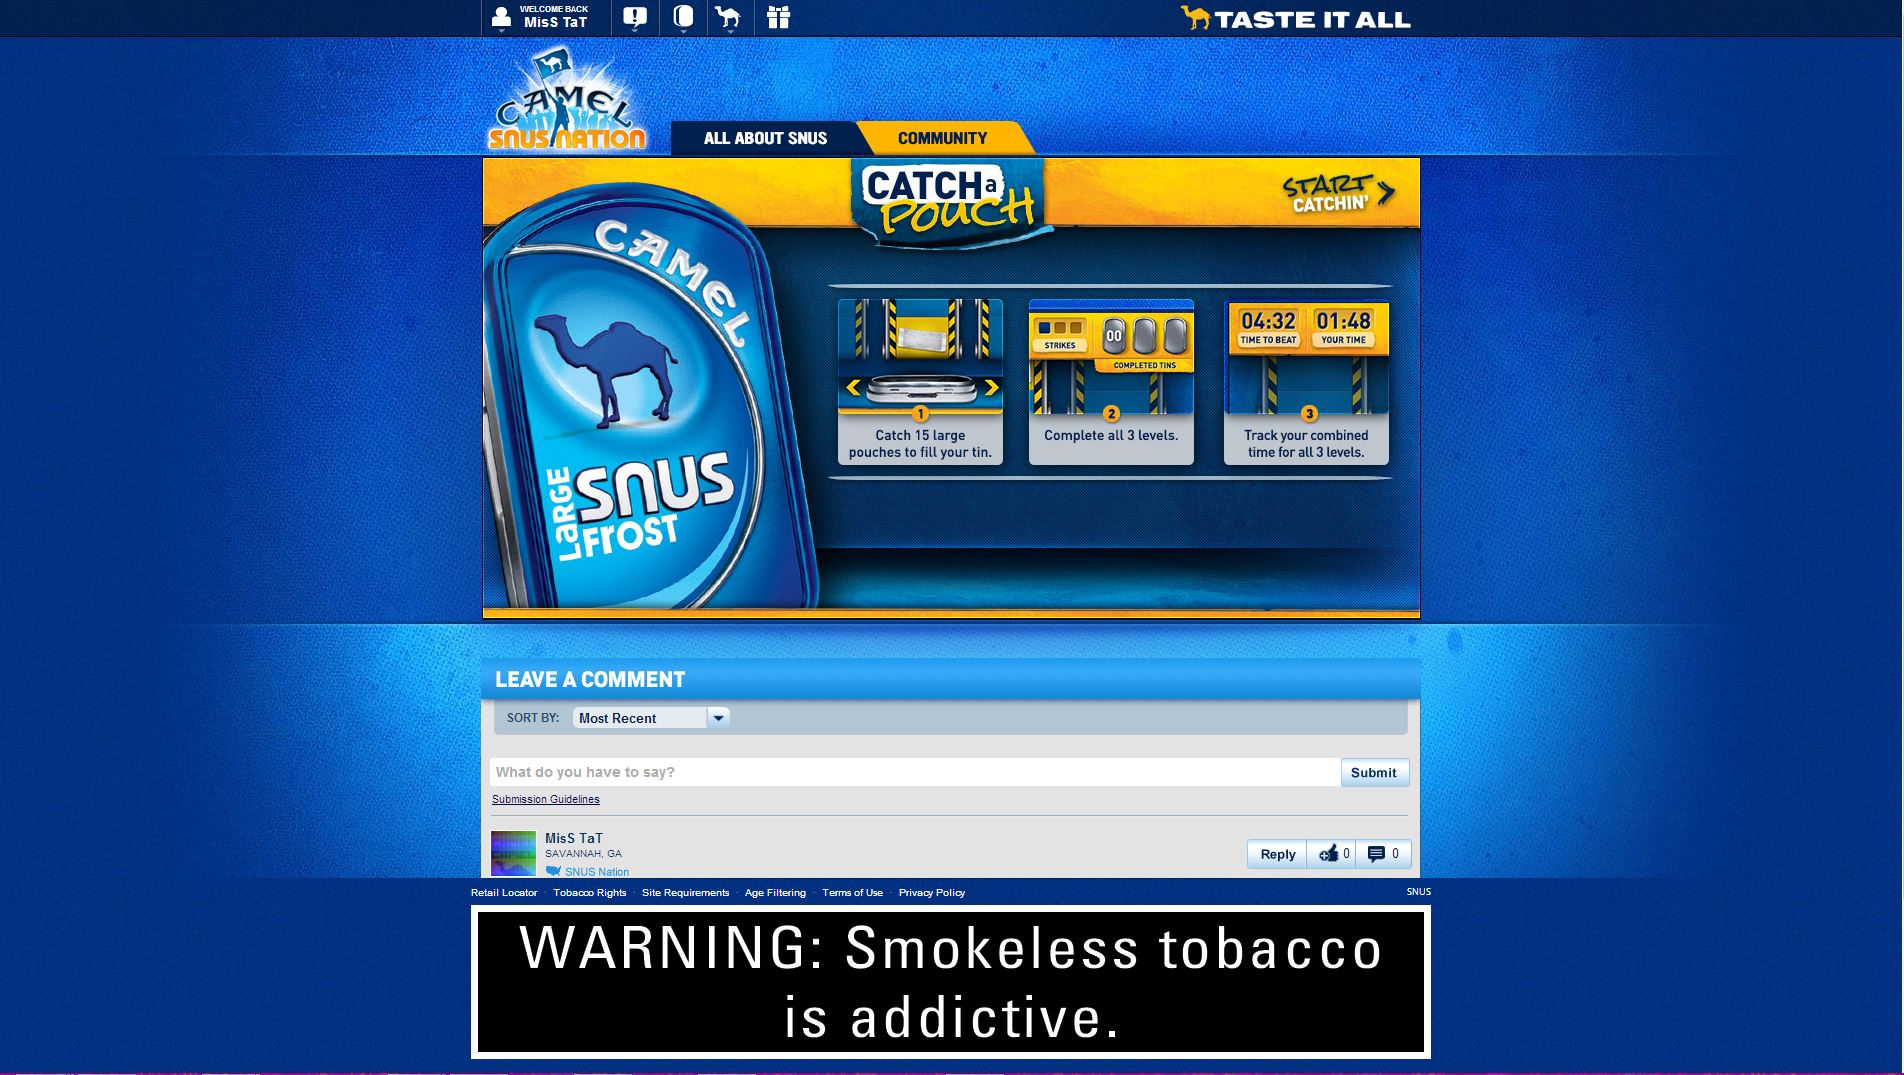 WELCOME BACK
MisS TaT
TASTE IT ALL
CAMEL
SNUS NATION
ALL ABOUT SNUS
COMMUNITY
CATCH a
POUCH
START
CATCHIN'
CAMEL
LARGE
SNUS
FrOST
STRIKES
00
COMPLETED TINS
04:32
01:48
TIME TO BEAT
YOUR TIME
1
Catch 15 large
pouches to fill your tin.
2
Complete all 3 levels.
3
Track your combined
time for all 3 levels.
LEAVE A COMMENT
SORT BY: Most Recent
What do you have to say?
Submit
Submission Guidelines
MisS TaT
SAVANNAH, GA
SNUS Nation
Reply
0
0
Retail Locator · Tobacco Rights · Site Requirements · Age Filtering · Terms of Use · Privacy Policy
SNUS
WARNING: Smokeless tobacco
is addictive.